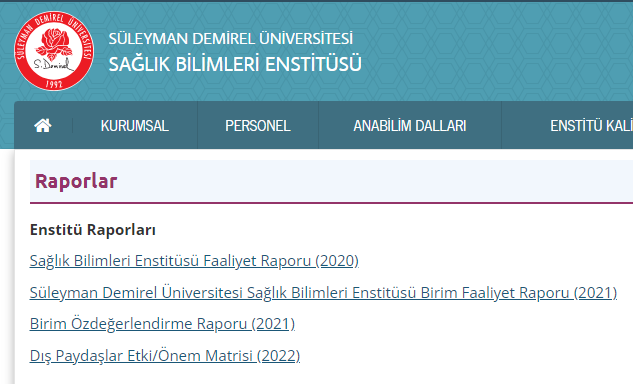 SÜLEYMAN DEMİREL ÜNİVERSİTESİ
S.Demirel
1992
SÜLEYMAN DEMİREL ÜNİVERSİTESİ
SAĞLIK BİLİMLERİ ENSTİTÜSÜ
KURUMSAL PERSONEL ANABİLİM DALLARI ENSTİTÜ KALİ
Raporlar
Enstitü Raporları
Sağlık Bilimleri Enstitüsü Faaliyet Raporu (2020)
Süleyman Demirel Üniversitesi Sağlık Bilimleri Enstitüsü Birim Faaliyet Raporu (2021)
Birim Özdeğerlendirme Raporu (2021)
Dış Paydaşlar Etki/Önem Matrisi (2022)